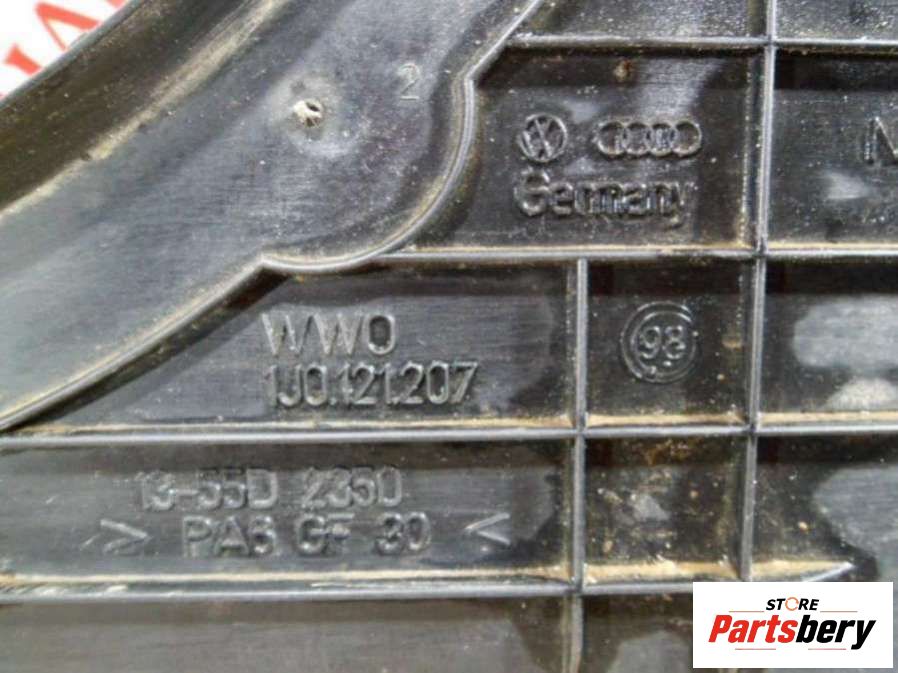 2
Germany
WWO
1J0.121.207
98
13-55D 2350
> PA6 GF 30 <
STORE
Partsbery